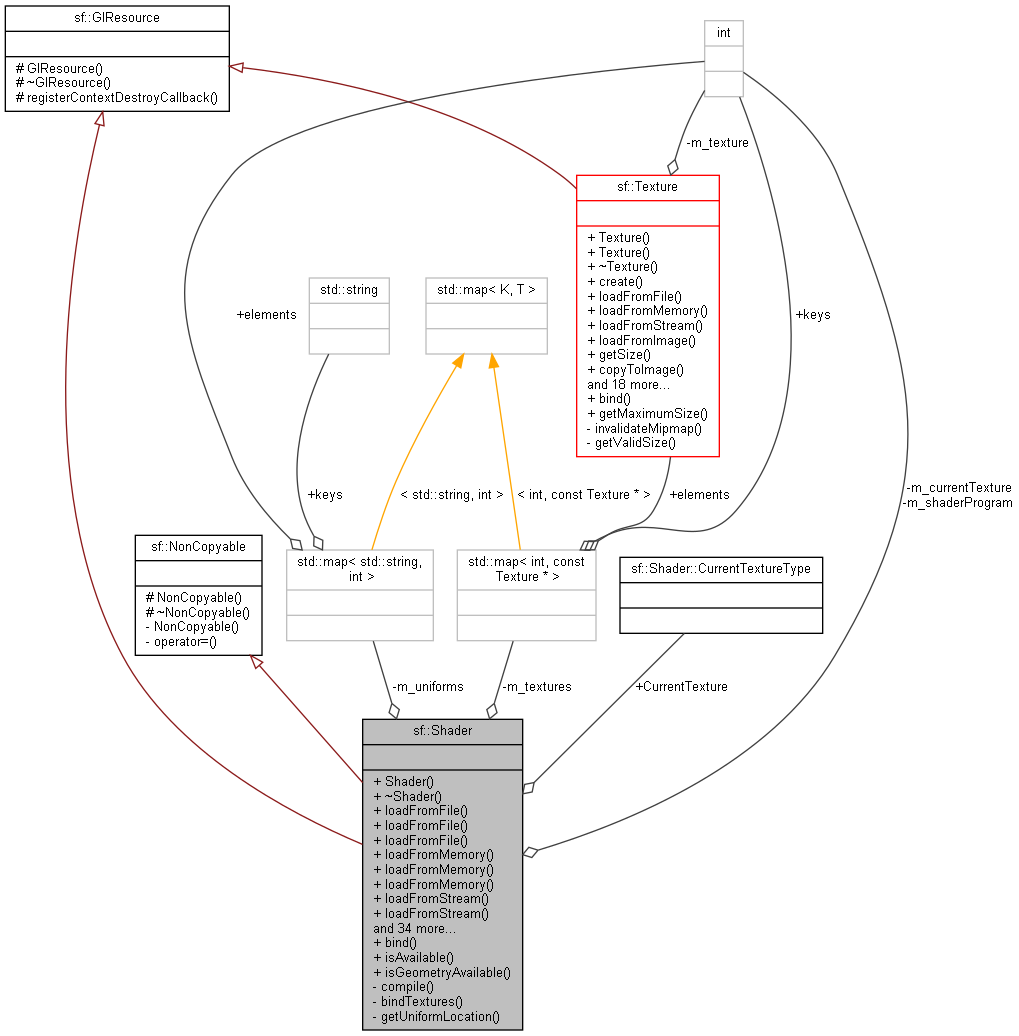 sf::GlResource
# GlResource()
# ~GlResource()
# registerContextDestroyCallback()
int
-m_texture
sf::Texture
+ Texture()
+ Texture()
+ ~Texture()
+ create()
+ loadFromFile()
+ loadFromMemory()
+ loadFromStream()
+ loadFromImage()
+ getSize()
+ copyToImage()
and 18 more...
+ bind()
+ getMaximumSize()
- invalidateMipmap()
- getValidSize()
std::string
std::map< K, T >
+elements
+keys
+keys
< std::string, int >
< int, const Texture * >
+elements
-m_currentTexture
-m_shaderProgram
sf::NonCopyable
# NonCopyable()
# ~NonCopyable()
- NonCopyable()
- operator=()
std::map< std::string,
int >
std::map< int, const
Texture * >
sf::Shader::CurrentTextureType
-m_uniforms
-m_textures
+CurrentTexture
sf::Shader
+ Shader()
+ ~Shader()
+ loadFromFile()
+ loadFromFile()
+ loadFromFile()
+ loadFromMemory()
+ loadFromMemory()
+ loadFromMemory()
+ loadFromStream()
+ loadFromStream()
and 34 more...
+ bind()
+ isAvailable()
+ isGeometryAvailable()
- compile()
- bindTextures()
- getUniformLocation()